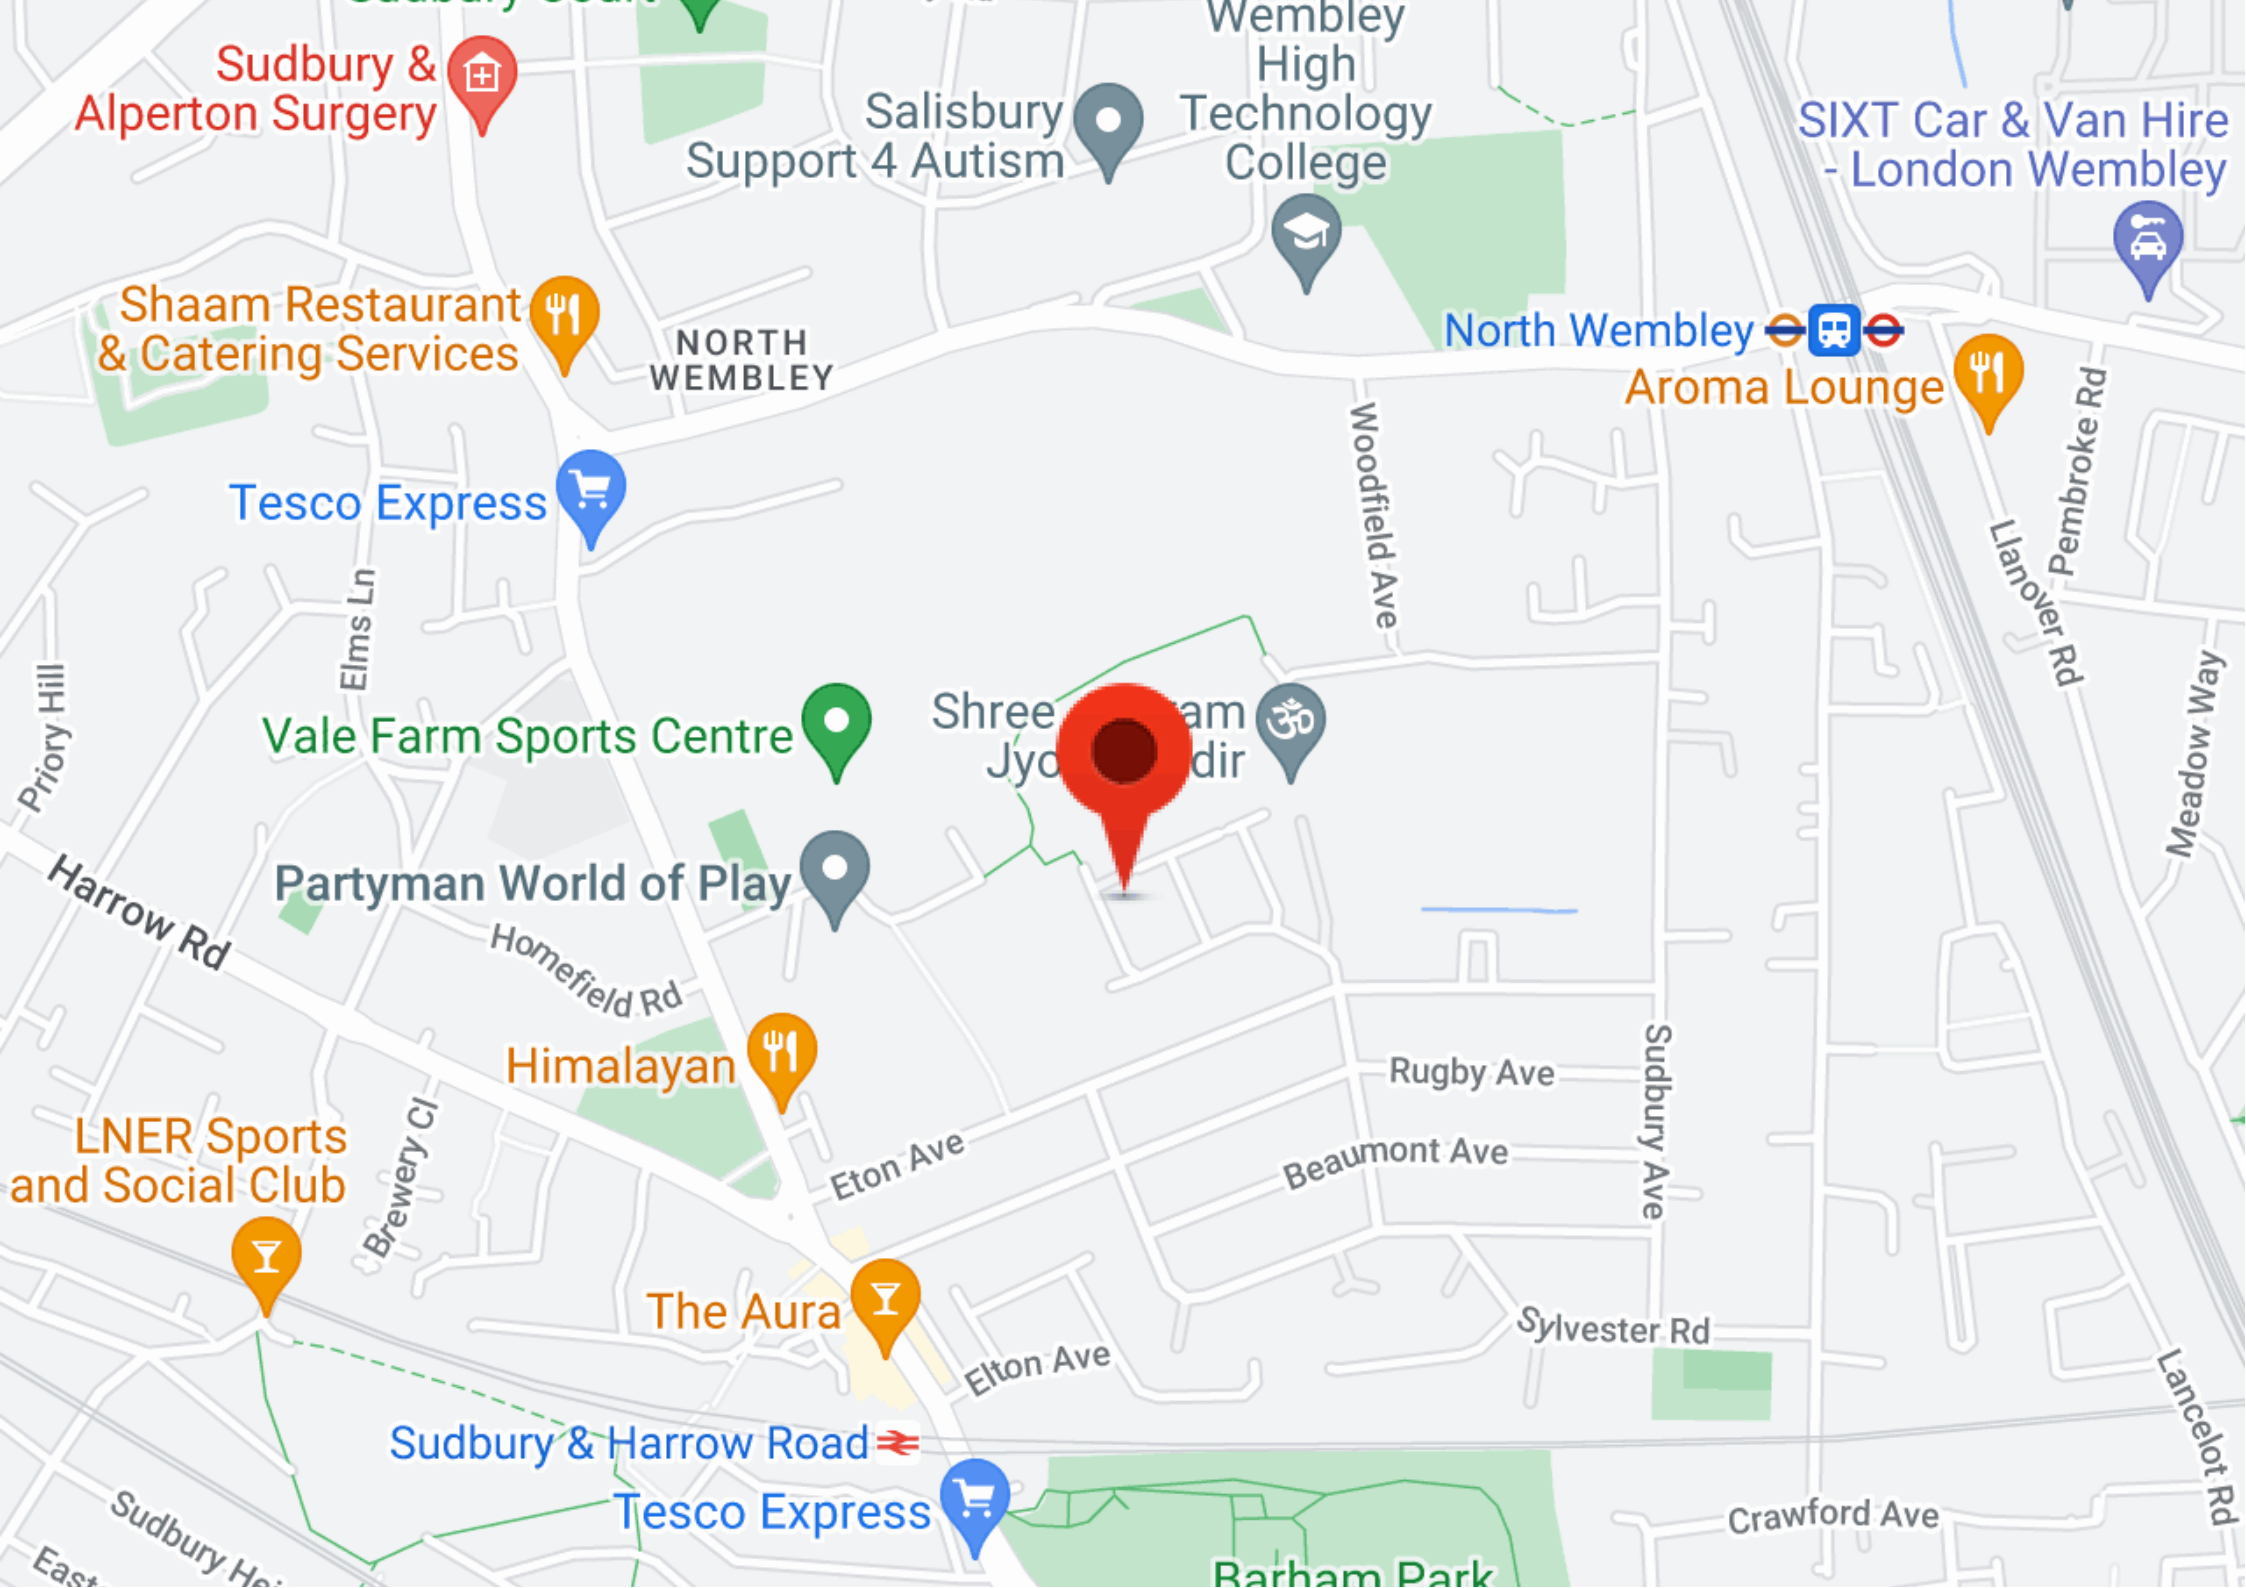 Wembley
High
Technology
College
Sudbury &
Alperton Surgery
Salisbury
Support 4 Autism
SIXT Car & Van Hire
- London Wembley
Shaam Restaurant
& Catering Services
NORTH
WEMBLEY
North Wembley
Aroma Lounge
Pembroke Rd
Woodfield Ave
Tesco Express
Elms Ln
Llanover Rd
Priory Hill
Meadow Way
Vale Farm Sports Centre
Shree
Partyman World of Play
Harrow Rd
Homefield Rd
Himalayan
Rugby Ave
Sudbury Ave
LNER Sports
and Social Club
Brewery Cl
Eton Ave
Beaumont Ave
The Aura
Sylvester Rd
Elton Ave
Lancelot Rd
Sudbury & Harrow Road
Tesco Express
Crawford Ave
Sudbury
Barham Park